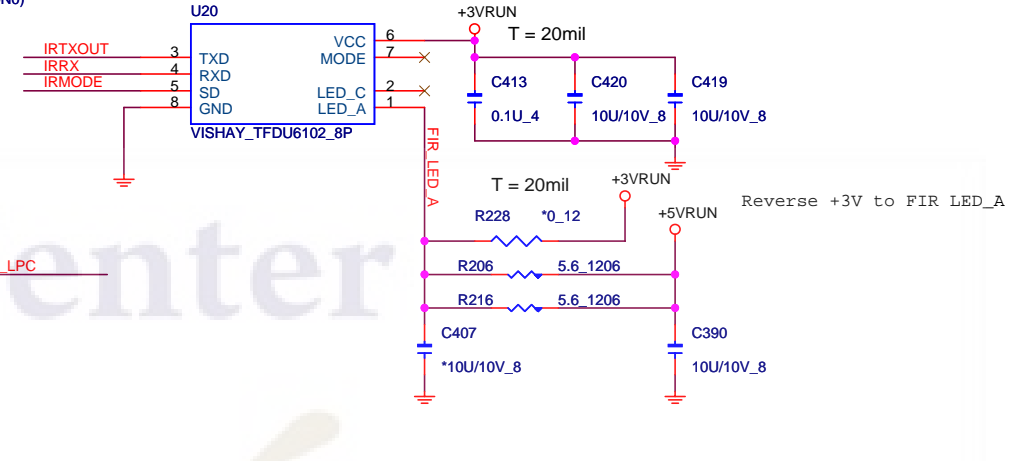 U20
+3VRUN
T = 20mil
IRTXOUT 3 TXD VCC 6
IRRX 4 RXD MODE 7
IRMODE 5 SD LED_C 2
8 GND LED_A 1
VISHAY_TFDU6102_8P
C413 C420 C419
0.1U_4 10U/10V_8 10U/10V_8
FIR_LED_A
T = 20mil
+3VRUN
Reverse +3V to FIR LED_A
R228 *0_12
+5VRUN
_LPC
R206 5.6_1206
R216 5.6_1206
C407 C390
*10U/10V_8 10U/10V_8
enter